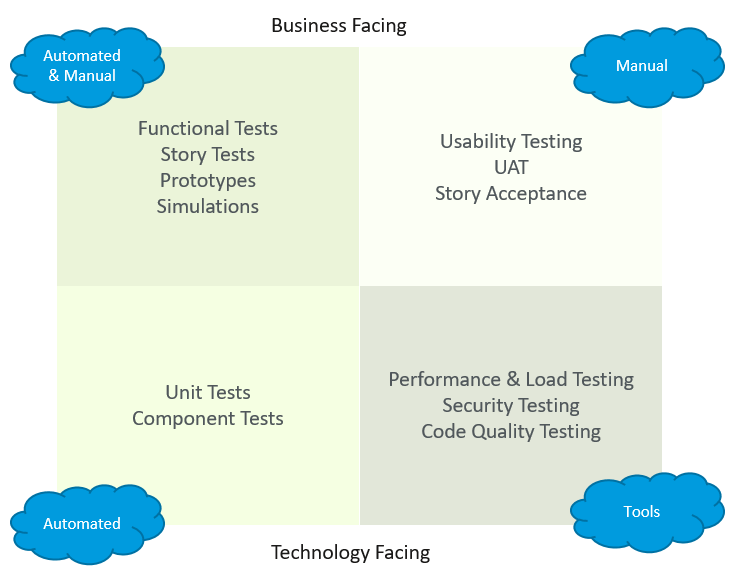 Business Facing
Automated
& Manual
Manual
Functional Tests
Story Tests
Prototypes
Simulations
Usability Testing
UAT
Story Acceptance
Unit Tests
Component Tests
Performance & Load Testing
Security Testing
Code Quality Testing
Automated
Tools
Technology Facing